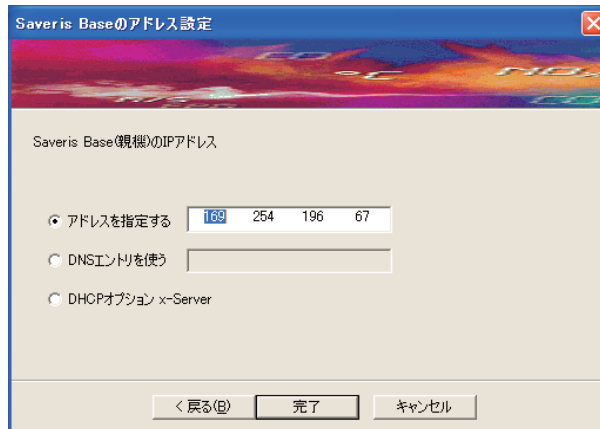 Saveris Baseのアドレス設定
CO
°C
NO₂
Saveris Base(親機)のIPアドレス
アドレスを指定する 169 254 196 67
DNSエントリを使う
DHCPオプション x-Server
< 戻る(B) 完了 キャンセル